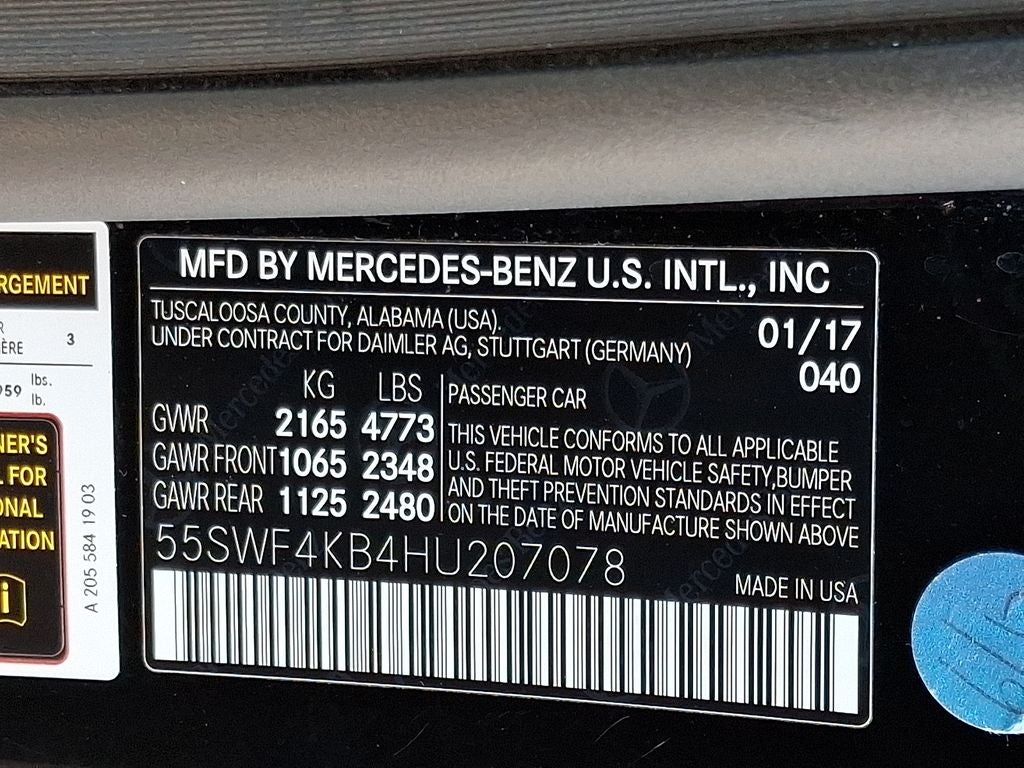 RGEMENT
3
ÈRE
959 lbs.
lb.
NER'S
L FOR
ONAL
ATION
i
A 205 584 19 03
MFD BY MERCEDES-BENZ U.S. INTL., INC
TUSCALOOSA COUNTY, ALABAMA (USA).
UNDER CONTRACT FOR DAIMLER AG, STUTTGART (GERMANY)
01/17
040
KG LBS
GVWR 2165 4773
GAWR FRONT 1065 2348
GAWR REAR 1125 2480
PASSENGER CAR
THIS VEHICLE CONFORMS TO ALL APPLICABLE
U.S. FEDERAL MOTOR VEHICLE SAFETY,BUMPER
AND THEFT PREVENTION STANDARDS IN EFFECT
ON THE DATE OF MANUFACTURE SHOWN ABOVE
55SWF4KB4HU207078
MADE IN USA